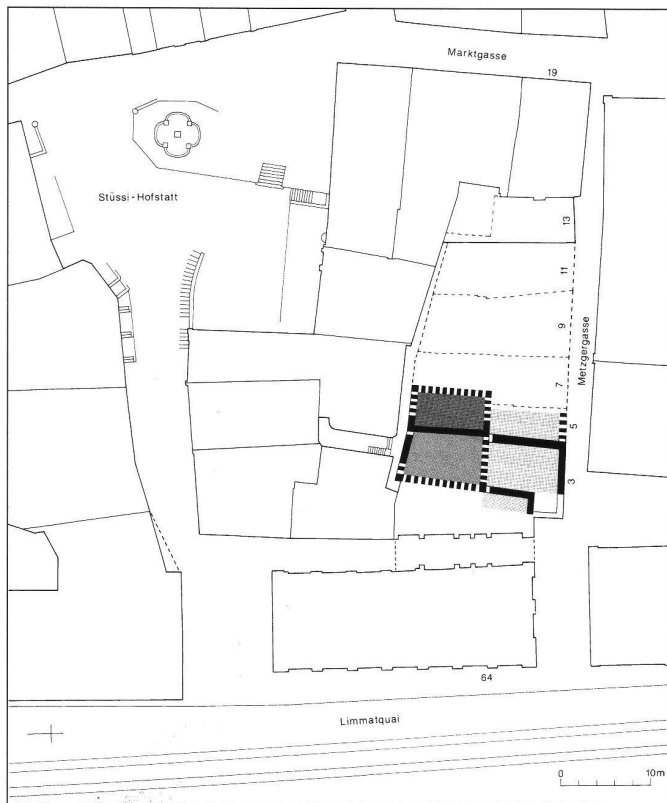 Marktgasse
19
Stüssi-Hofstatt
13
11
9
Metzgergasse
7
5
3
64
Limmatquai
0 10m